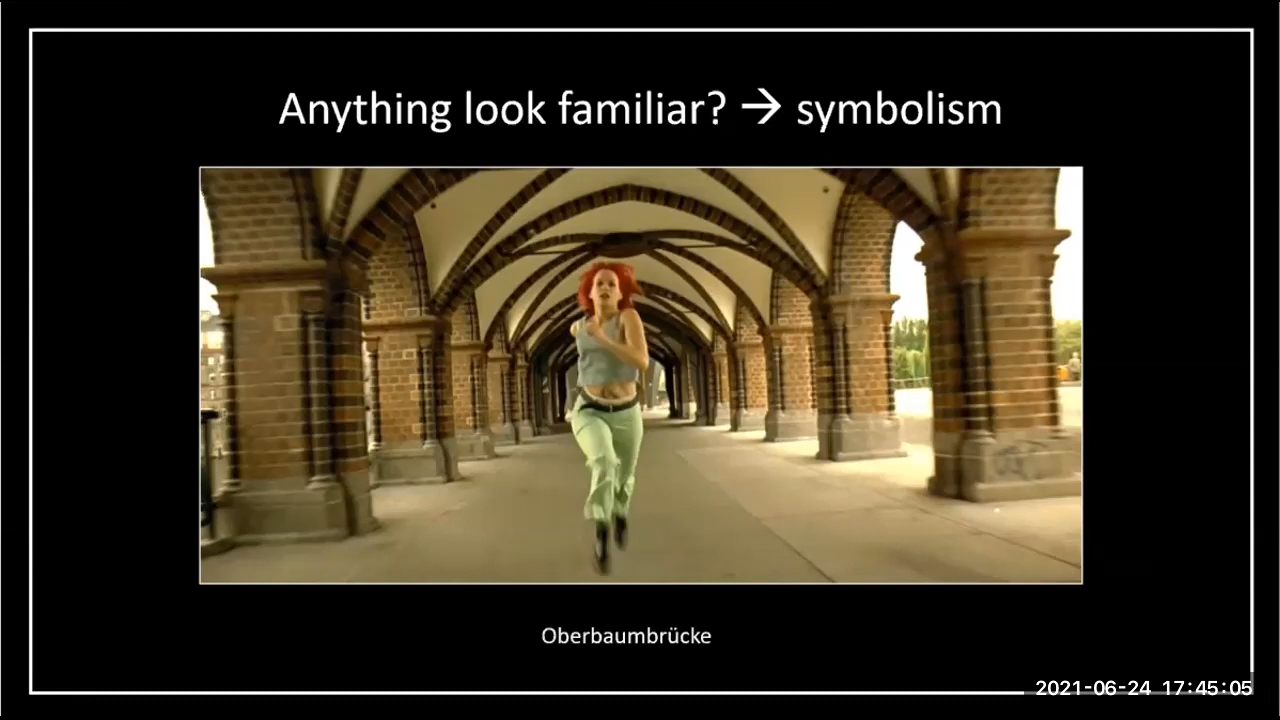 Anything look familiar? → symbolism
Oberbaumbrücke
2021-06-24 17:45:05